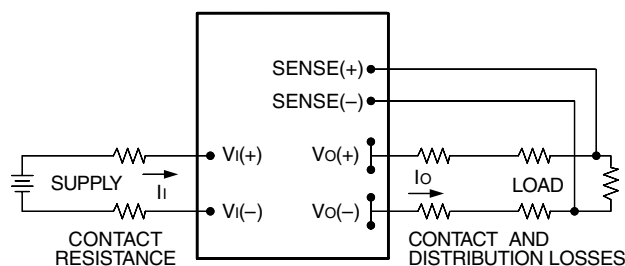 SENSE(+)
SENSE(–)
VI(+)
VO(+)
SUPPLY
II
IO
LOAD
VI(–)
VO(–)
CONTACT
RESISTANCE
CONTACT AND
DISTRIBUTION LOSSES